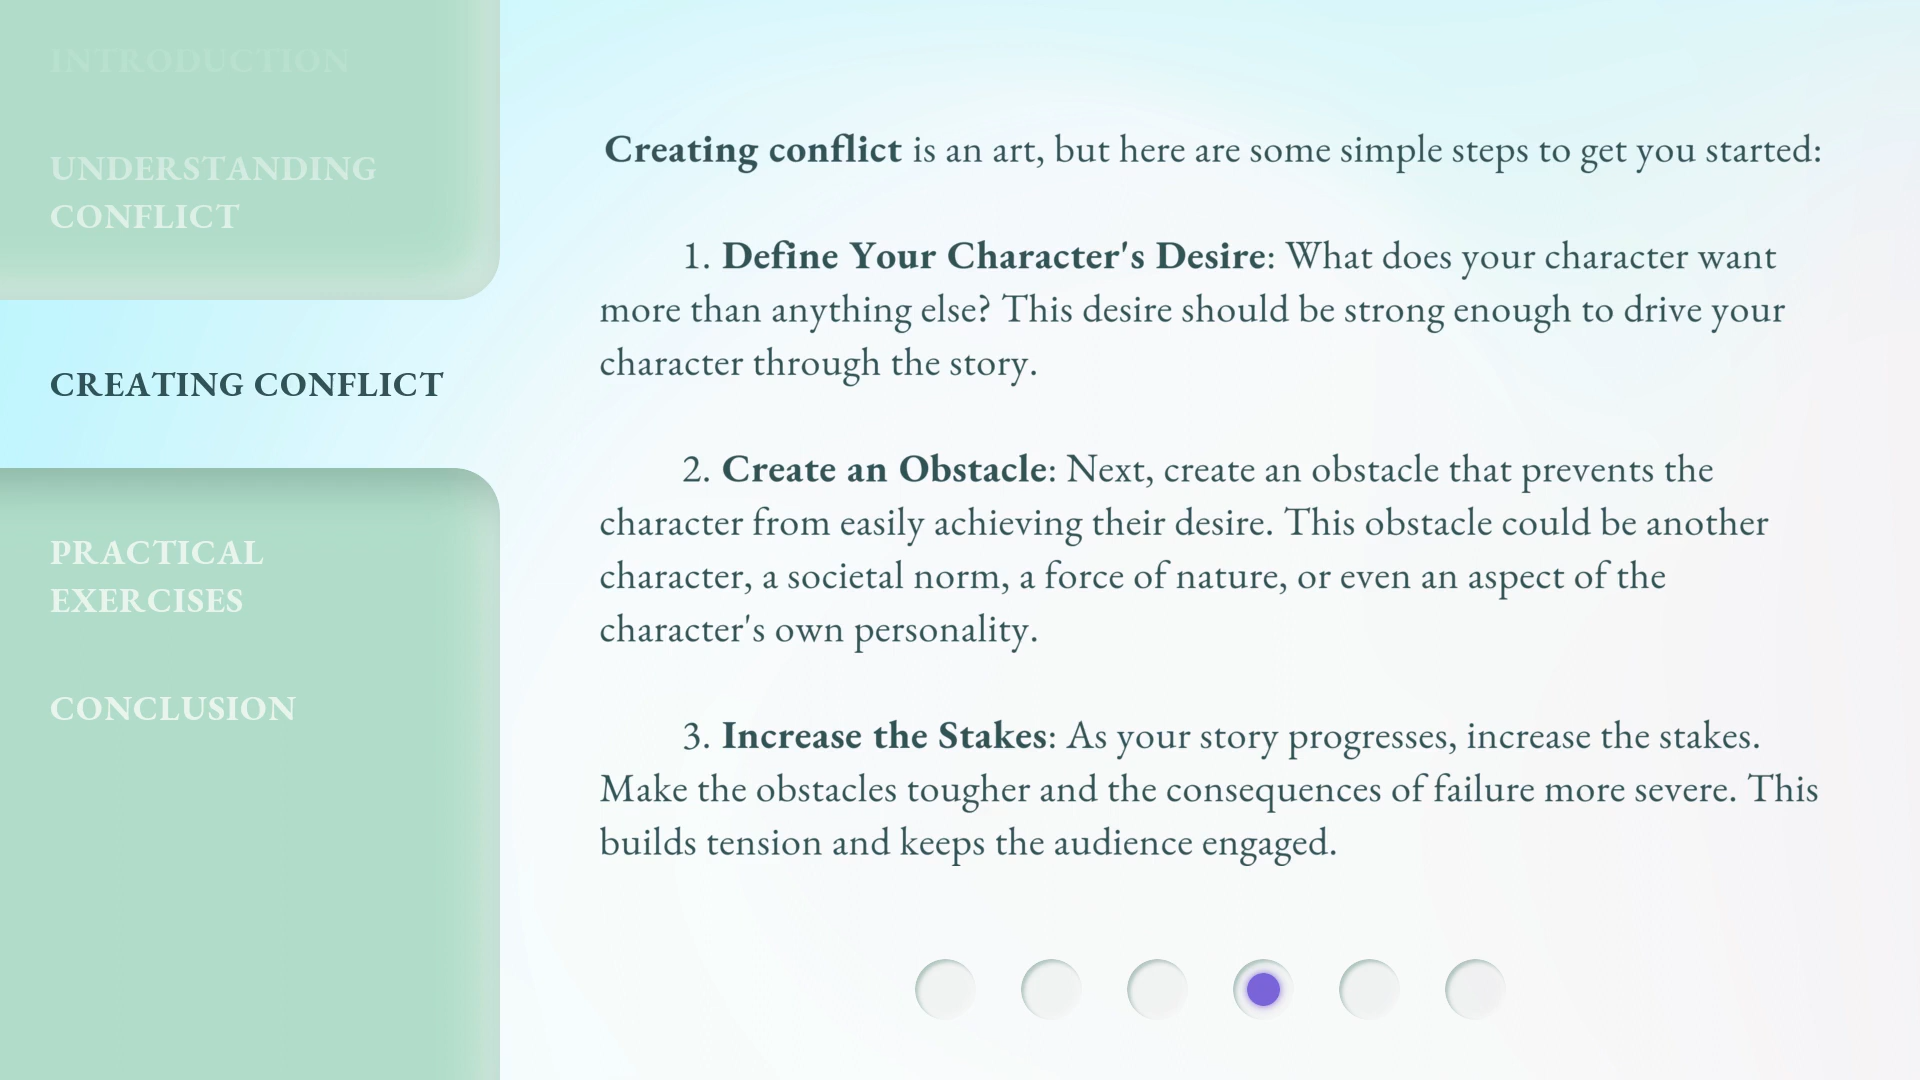 INTRODUCTION
UNDERSTANDING
CONFLICT
CREATING CONFLICT
PRACTICAL
EXERCISES
CONCLUSION
Creating conflict is an art, but here are some simple steps to get you started:
1. Define Your Character's Desire: What does your character want
more than anything else? This desire should be strong enough to drive your
character through the story.
2. Create an Obstacle: Next, create an obstacle that prevents the
character from easily achieving their desire. This obstacle could be another
character, a societal norm, a force of nature, or even an aspect of the
character's own personality.
3. Increase the Stakes: As your story progresses, increase the stakes.
Make the obstacles tougher and the consequences of failure more severe. This
builds tension and keeps the audience engaged.